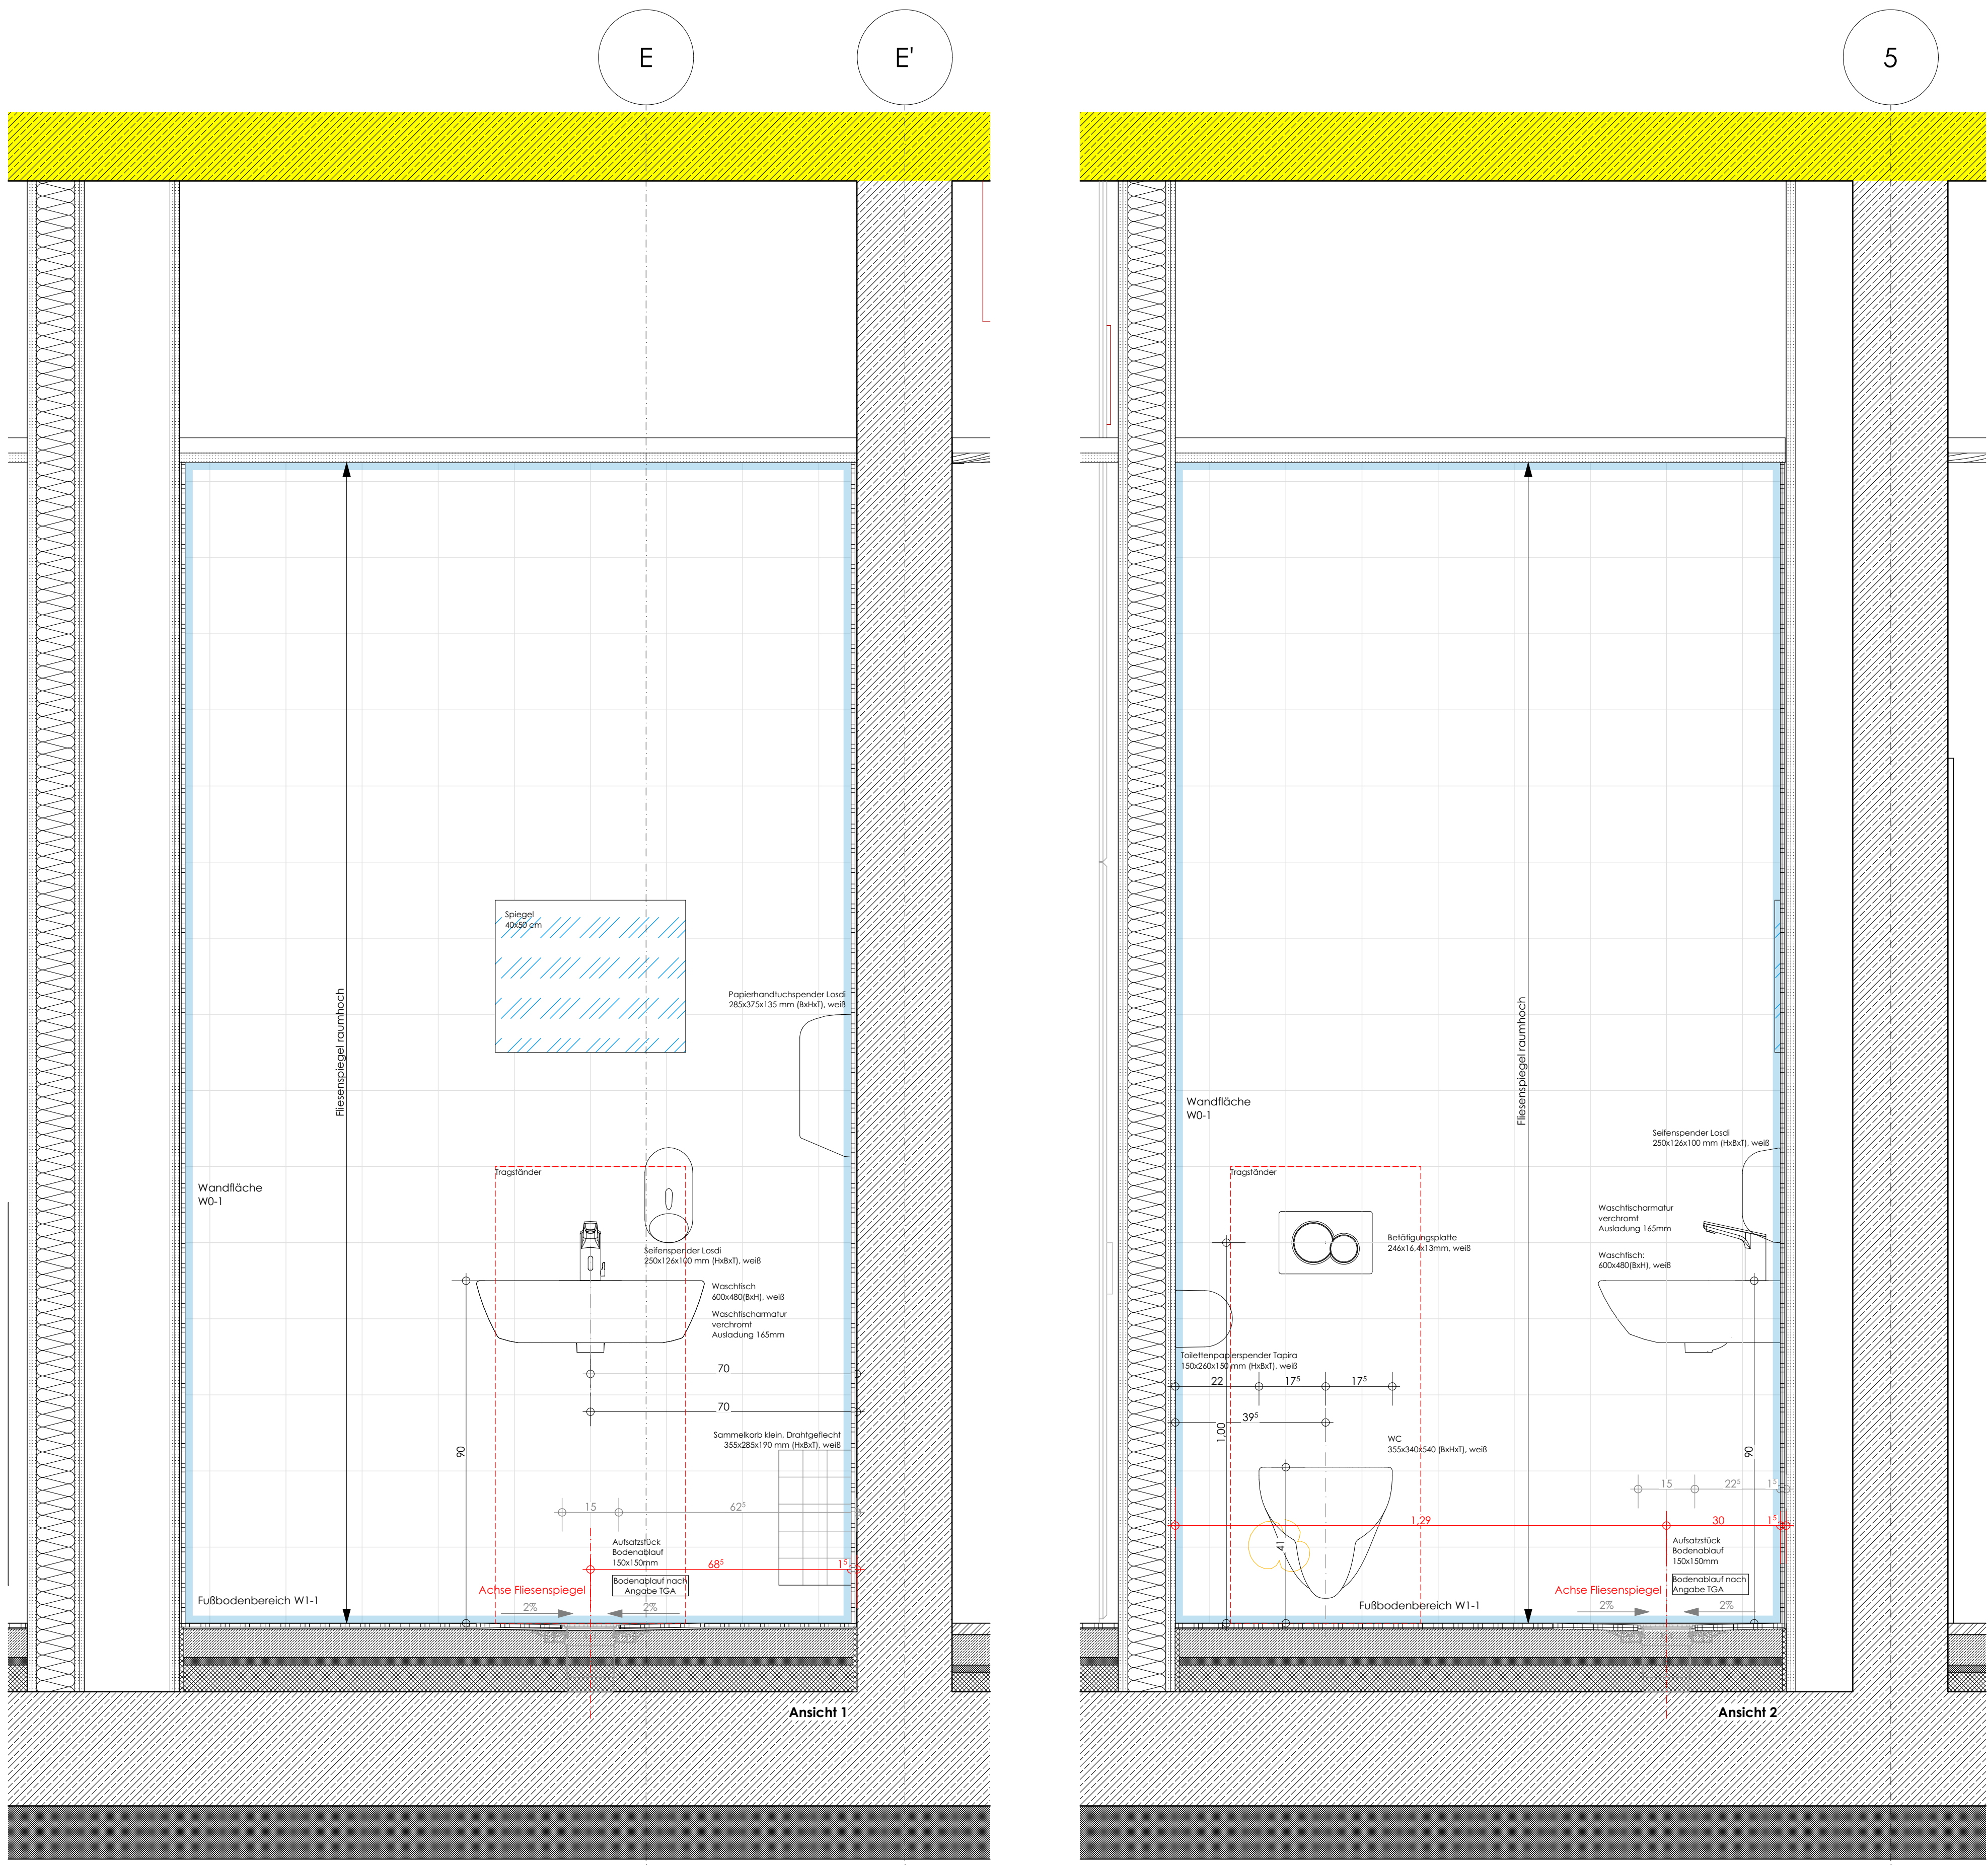 E
E'
5
Spiegel
40x50 cm
Papierhandtuchspender Losdi
285x375x135 mm (BxHxT), weiß
Fliesenspiegel raumhoch
Wandfläche
W0-1
Tragständer
Seifenspender Losdi
250x126x100 mm (HxBxT), weiß
Waschtisch
600x480(BxH), weiß
Waschtischarmatur
verchromt
Ausladung 165mm
70
70
90
Sammelkorb klein, Drahtgeflecht
355x285x190 mm (HxBxT), weiß
15
62⁵
Aufsatzstück
Bodenablauf
150x150mm
68⁵
1⁵
Bodenablauf nach
Angabe TGA
Achse Fliesenspiegel
2%
2%
Fußbodenbereich W1-1
Ansicht 1
Fliesenspiegel raumhoch
Wandfläche
W0-1
Seifenspender Losdi
250x126x100 mm (HxBxT), weiß
Tragständer
Waschtischarmatur
verchromt
Ausladung 165mm
Betätigungsplatte
246x16,4x13mm, weiß
Waschtisch:
600x480(BxH), weiß
Toilettenpapierspender Tapira
150x260x150 mm (HxBxT), weiß
22
17⁵
17⁵
39⁵
1,00
WC
355x340x540 (BxHxT), weiß
90
15
22⁵
1⁵
1,29
30
1⁵
41
Aufsatzstück
Bodenablauf
150x150mm
Bodenablauf nach
Angabe TGA
Achse Fliesenspiegel
2%
2%
Fußbodenbereich W1-1
Ansicht 2